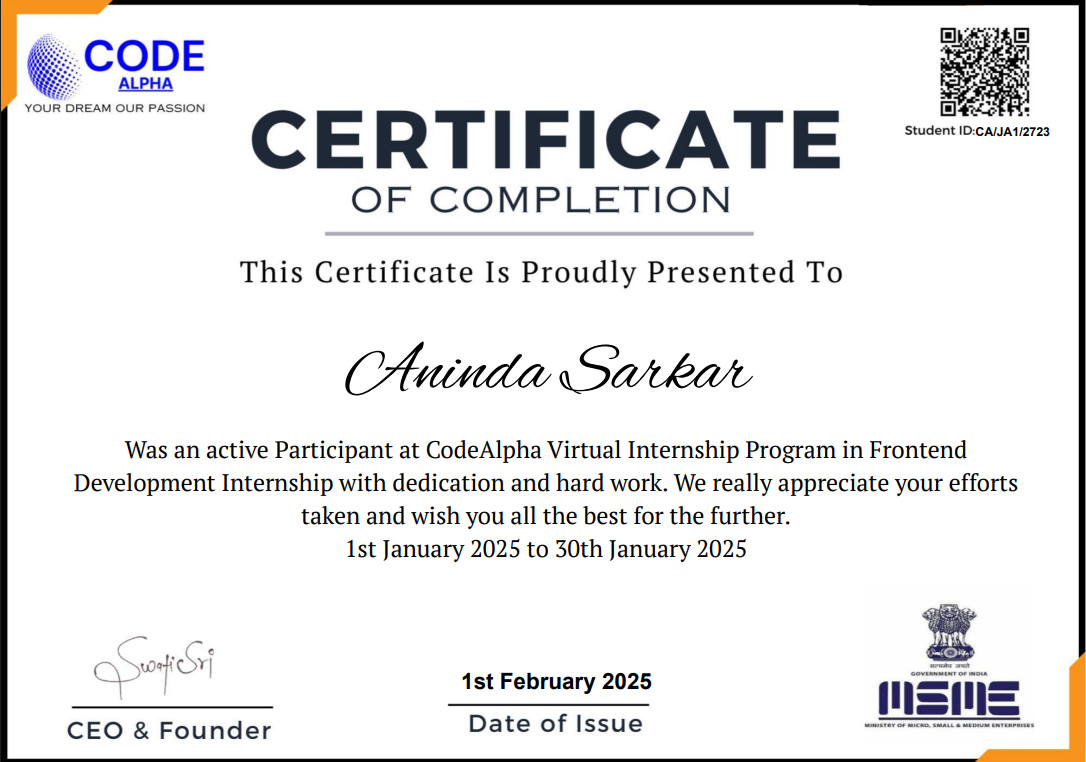 CODE
ALPHA
YOUR DREAM OUR PASSION
Student ID:CA/JA1/2723
CERTIFICATE
OF COMPLETION
This Certificate Is Proudly Presented To
Aninda Sarkar
Was an active Participant at CodeAlpha Virtual Internship Program in Frontend
Development Internship with dedication and hard work. We really appreciate your efforts
taken and wish you all the best for the further.
1st January 2025 to 30th January 2025
SwatiSri
CEO & Founder
1st February 2025
Date of Issue
सत्यमेव जयते
GOVERNMENT OF INDIA
MSME
MINISTRY OF MICRO, SMALL & MEDIUM ENTERPRISES